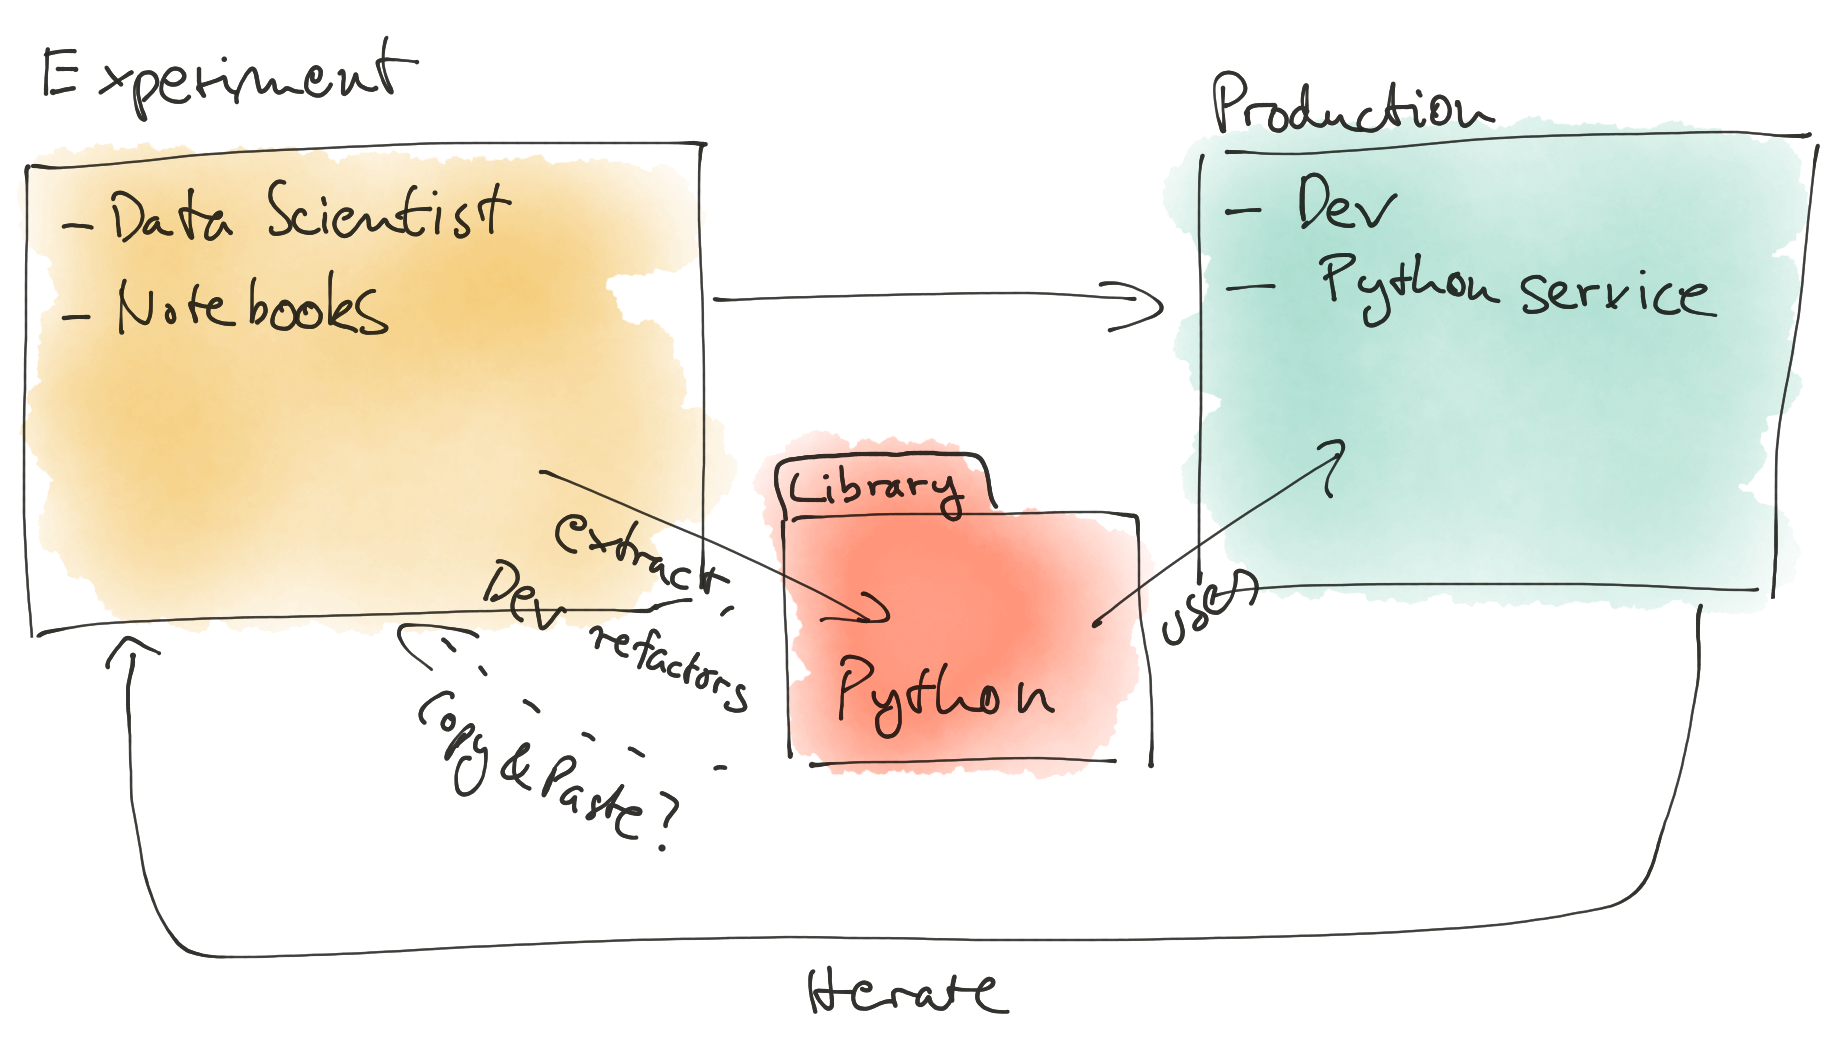 Experiment
- Data Scientist
- Notebooks
Production
- Dev
- Python service
Library
Python
extract,
Dev refactors
uses
Copy & Paste?
Iterate